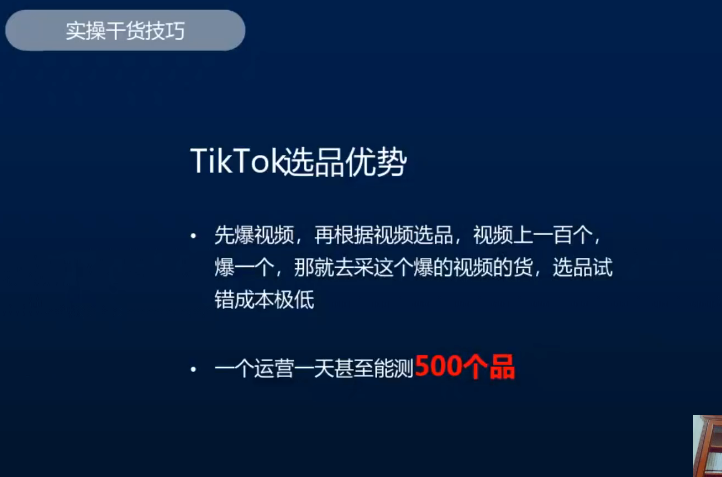 实操干货技巧
TikTok选品优势
• 先爆视频，再根据视频选品，视频上一百个，
爆一个，那就去采这个爆的视频的货，选品试
错成本极低
• 一个运营一天甚至能测500个品